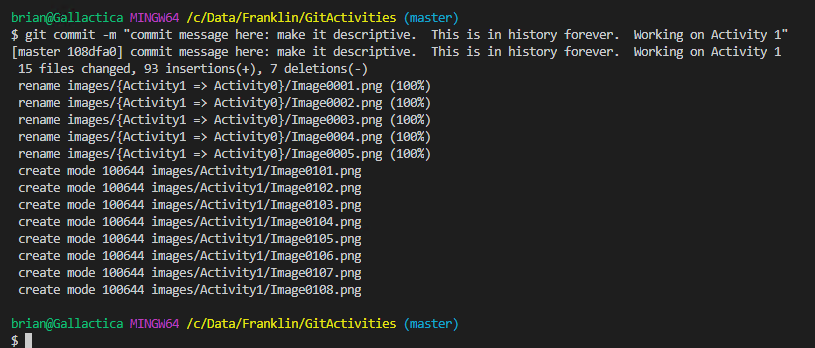 brian@Gallactica MINGW64 /c/Data/Franklin/GitActivities (master)
$ git commit -m "commit message here: make it descriptive.  This is in history forever.  Working on Activity 1"
[master 108dfa0] commit message here: make it descriptive.  This is in history forever.  Working on Activity 1
 15 files changed, 93 insertions(+), 7 deletions(-)
 rename images/{Activity1 => Activity0}/Image0001.png (100%)
 rename images/{Activity1 => Activity0}/Image0002.png (100%)
 rename images/{Activity1 => Activity0}/Image0003.png (100%)
 rename images/{Activity1 => Activity0}/Image0004.png (100%)
 rename images/{Activity1 => Activity0}/Image0005.png (100%)
 create mode 100644 images/Activity1/Image0101.png
 create mode 100644 images/Activity1/Image0102.png
 create mode 100644 images/Activity1/Image0103.png
 create mode 100644 images/Activity1/Image0104.png
 create mode 100644 images/Activity1/Image0105.png
 create mode 100644 images/Activity1/Image0106.png
 create mode 100644 images/Activity1/Image0107.png
 create mode 100644 images/Activity1/Image0108.png
brian@Gallactica MINGW64 /c/Data/Franklin/GitActivities (master)
$